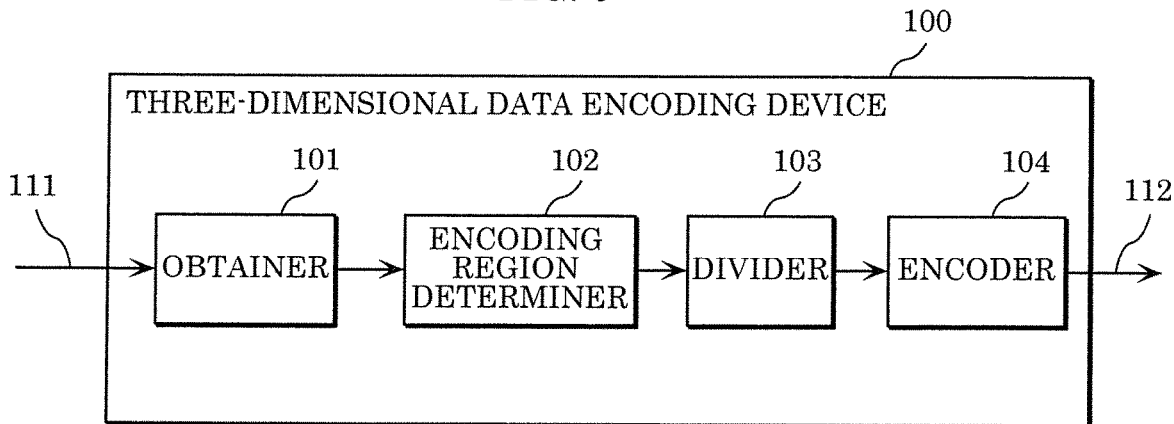 100
THREE-DIMENSIONAL DATA ENCODING DEVICE
101
102
103
104
111
112
OBTAINER
ENCODING
REGION
DETERMINER
DIVIDER
ENCODER